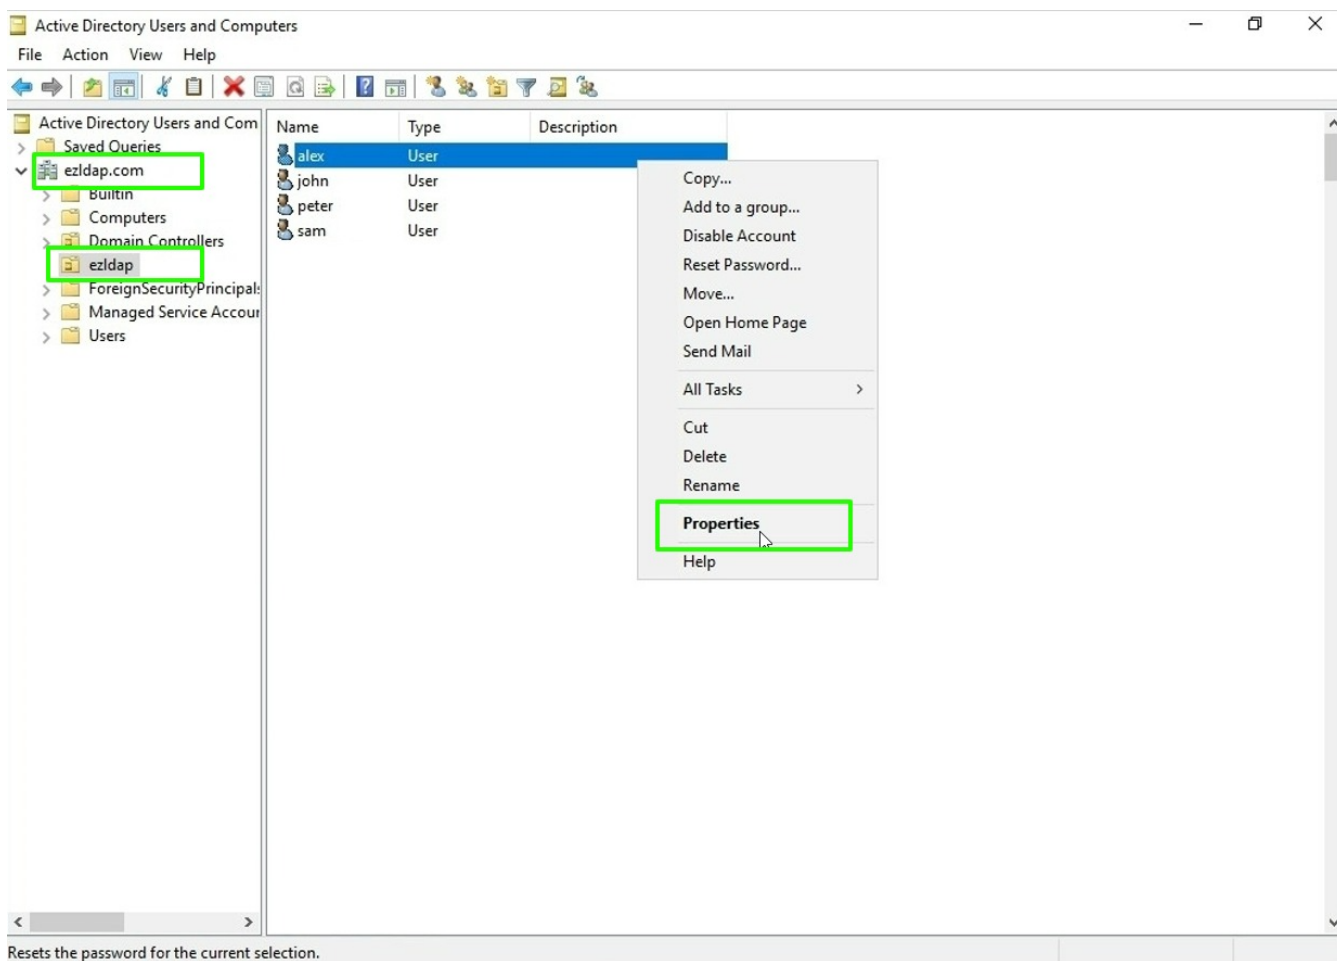 Active Directory Users and Computers
File Action View Help
Active Directory Users and Com
Saved Queries
ezldap.com
Builtin
Computers
Domain Controllers
ezldap
ForeignSecurityPrincipals
Managed Service Accour
Users
Name Type Description
alex User
john User
peter User
sam User
Copy...
Add to a group...
Disable Account
Reset Password...
Move...
Open Home Page
Send Mail
All Tasks
Cut
Delete
Rename
Properties
Help
Resets the password for the current selection.